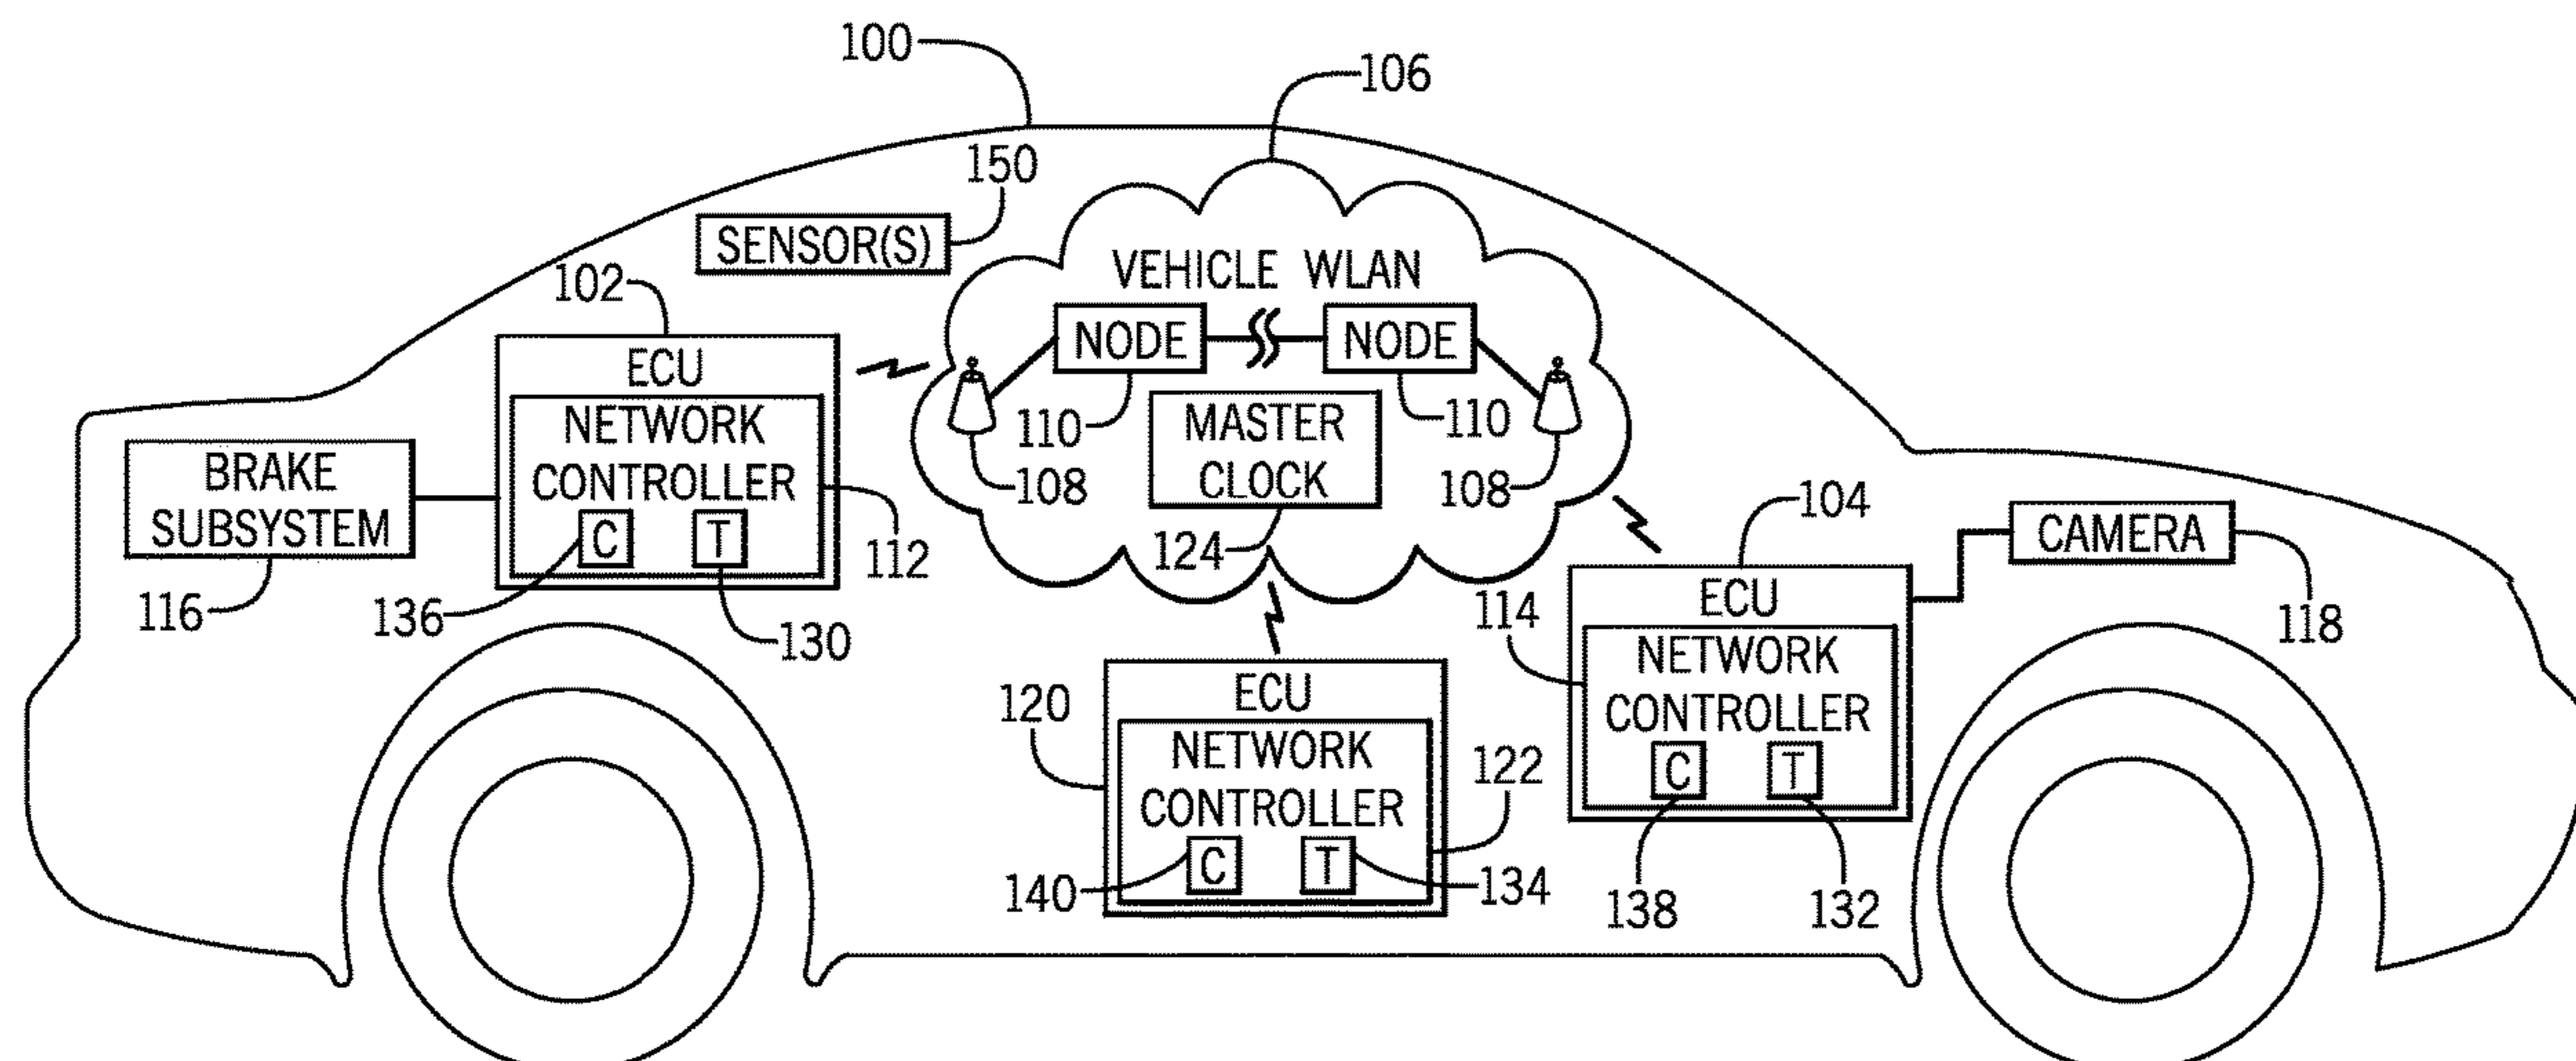 100
106
150
SENSOR(S)
102
VEHICLE WLAN
NODE
NODE
ECU
NETWORK
CONTROLLER
C
T
110
110
MASTER
CLOCK
108
108
124
BRAKE
SUBSYSTEM
116
136
130
112
104
CAMERA
118
114
ECU
NETWORK
CONTROLLER
C
T
138
132
120
ECU
NETWORK
CONTROLLER
C
T
122
140
134